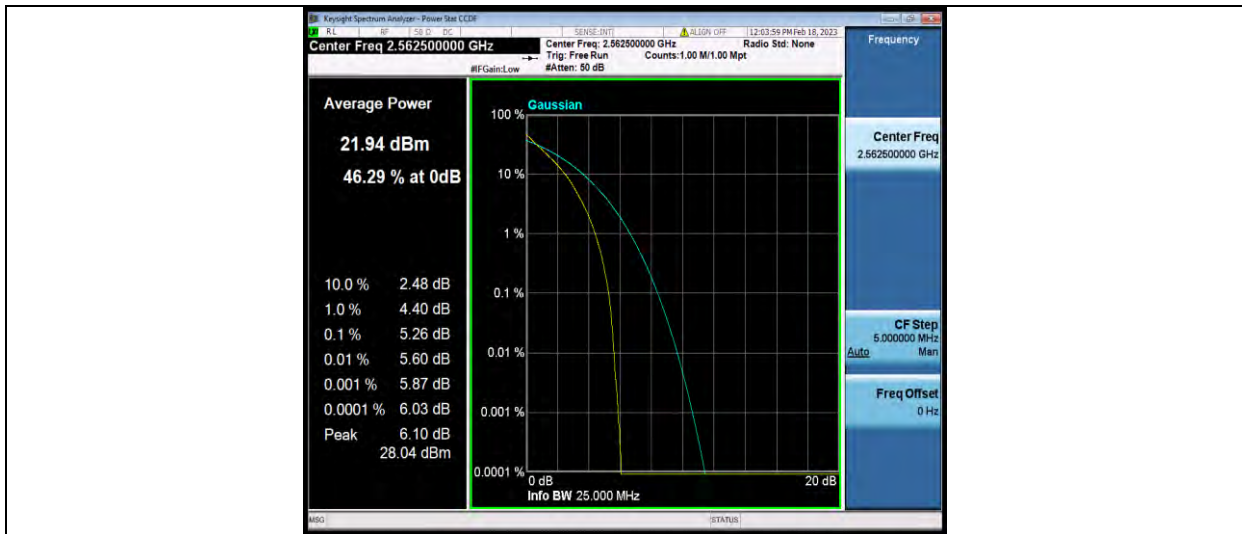 Keysight Spectrum Analyzer - Power Stat CCDF
RL RF 50 Ω DC SENSE:INT ALIGN OFF 12:03:59 PM Feb 18, 2023
Center Freq 2.562500000 GHz
Center Freq: 2.562500000 GHz Radio Std: None
Trig: Free Run Counts:1.00 M/1.00 Mpt
#IFGain:Low #Atten: 50 dB
Frequency
Average Power
21.94 dBm
46.29 % at 0dB
10.0 % 2.48 dB
1.0 % 4.40 dB
0.1 % 5.26 dB
0.01 % 5.60 dB
0.001 % 5.87 dB
0.0001 % 6.03 dB
Peak 6.10 dB
28.04 dBm
Gaussian
100 %
10 %
1 %
0.1 %
0.01 %
0.001 %
0.0001 %
0 dB 20 dB
Info BW 25.000 MHz
Center Freq
2.562500000 GHz
CF Step
5.000000 MHz
Auto Man
Freq Offset
0 Hz
MSG STATUS